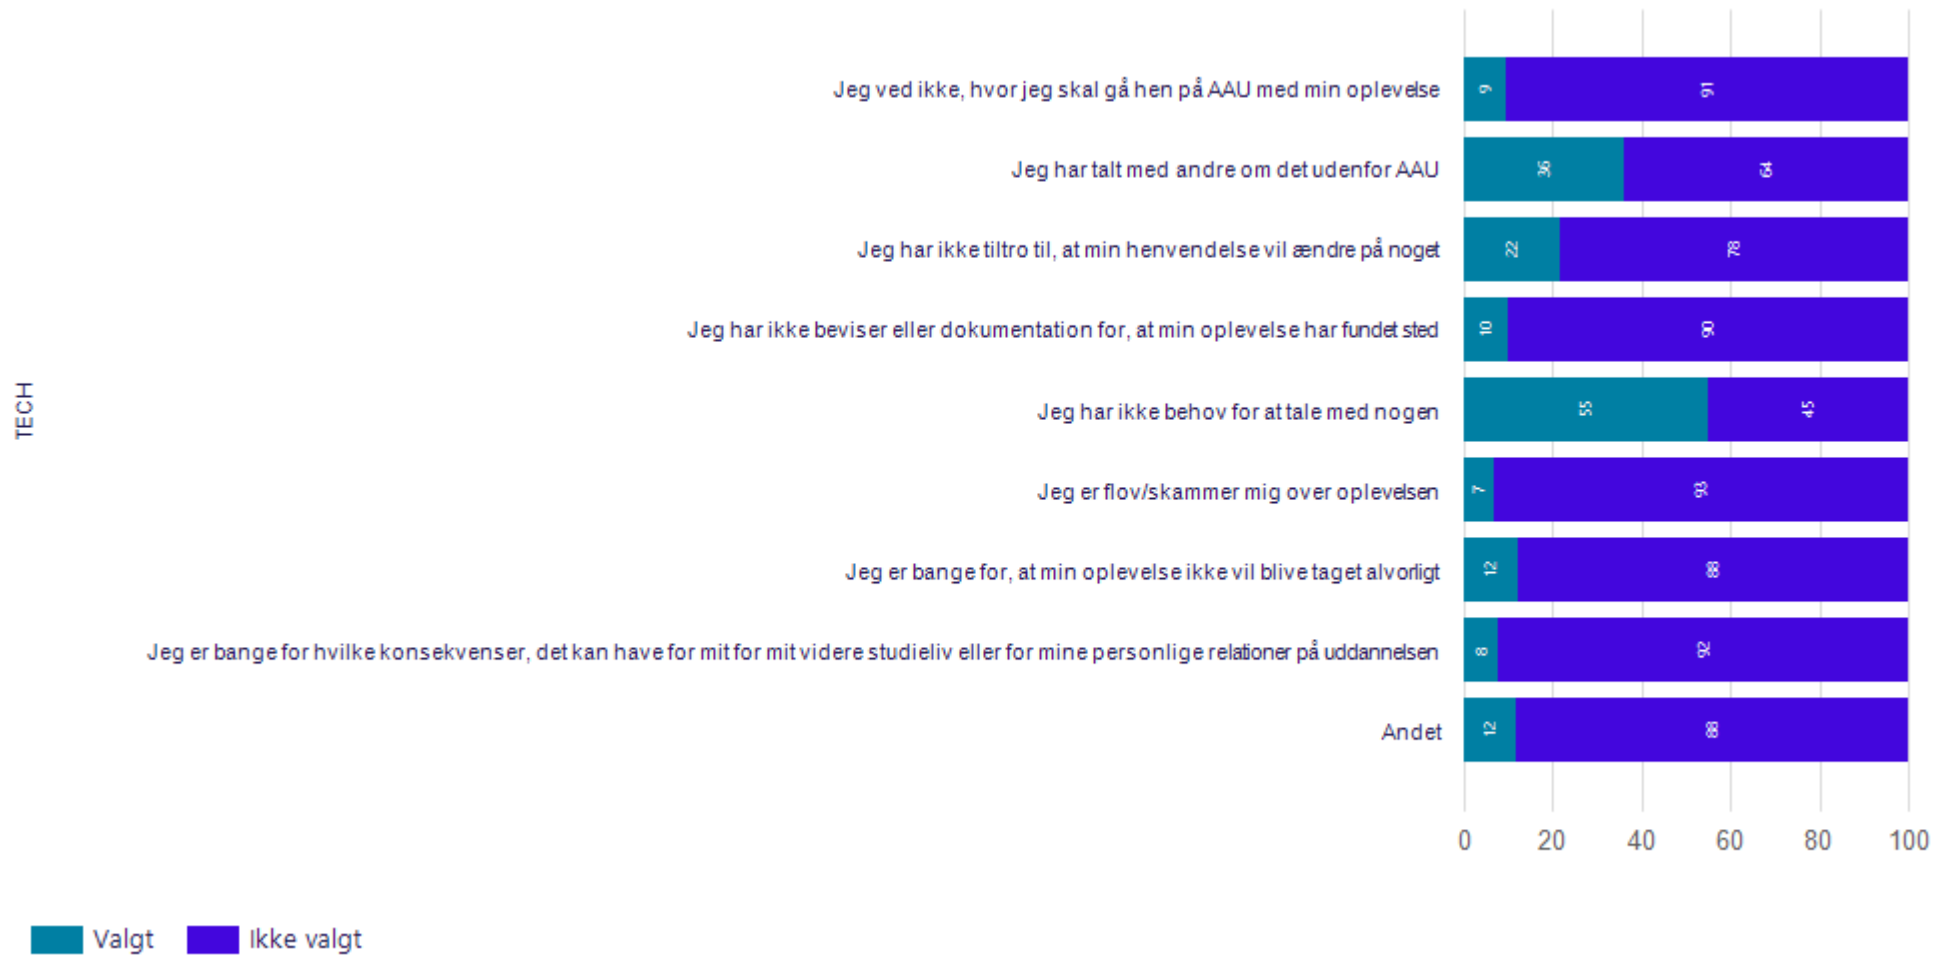 TECH
Jeg ved ikke, hvor jeg skal gå hen på AAU med min oplevelse 9 91
Jeg har talt med andre om det udenfor AAU 36 64
Jeg har ikke tiltro til, at min henvendelse vil ændre på noget 22 78
Jeg har ikke beviser eller dokumentation for, at min oplevelse har fundet sted 10 90
Jeg har ikke behov for at tale med nogen 55 45
Jeg er flov/skammer mig over oplevelsen 7 93
Jeg er bange for, at min oplevelse ikke vil blive taget alvorligt 12 88
Jeg er bange for hvilke konsekvenser, det kan have for mit for mit videre studieliv eller for mine personlige relationer på uddannelsen 8 92
Andet 12 88
0 20 40 60 80 100
Valgt Ikke valgt